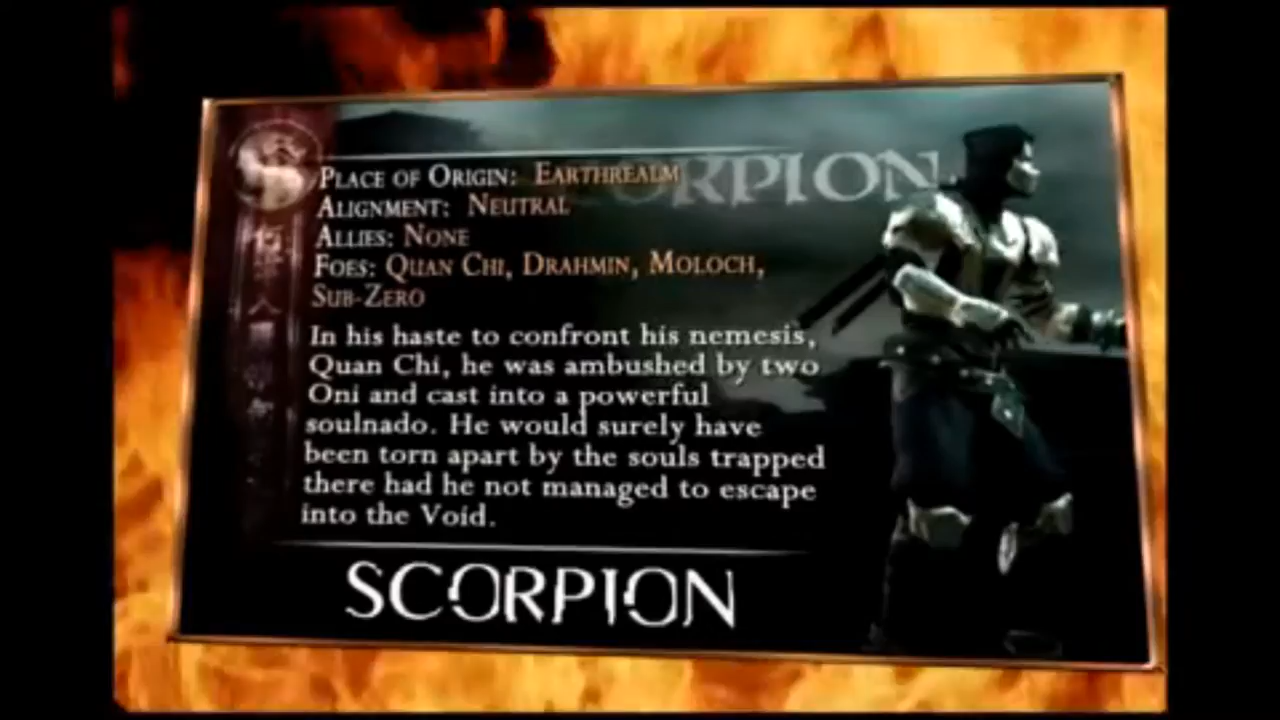 SCORPION
PLACE OF ORIGIN: EARTHREALM
ALIGNMENT: NEUTRAL
ALLIES: NONE
FOES: QUAN CHI, DRAHMIN, MOLOCH,
SUB-ZERO
In his haste to confront his nemesis,
Quan Chi, he was ambushed by two
Oni and cast into a powerful
soulnado. He would surely have
been torn apart by the souls trapped
there had he not managed to escape
into the Void.
SCORPION